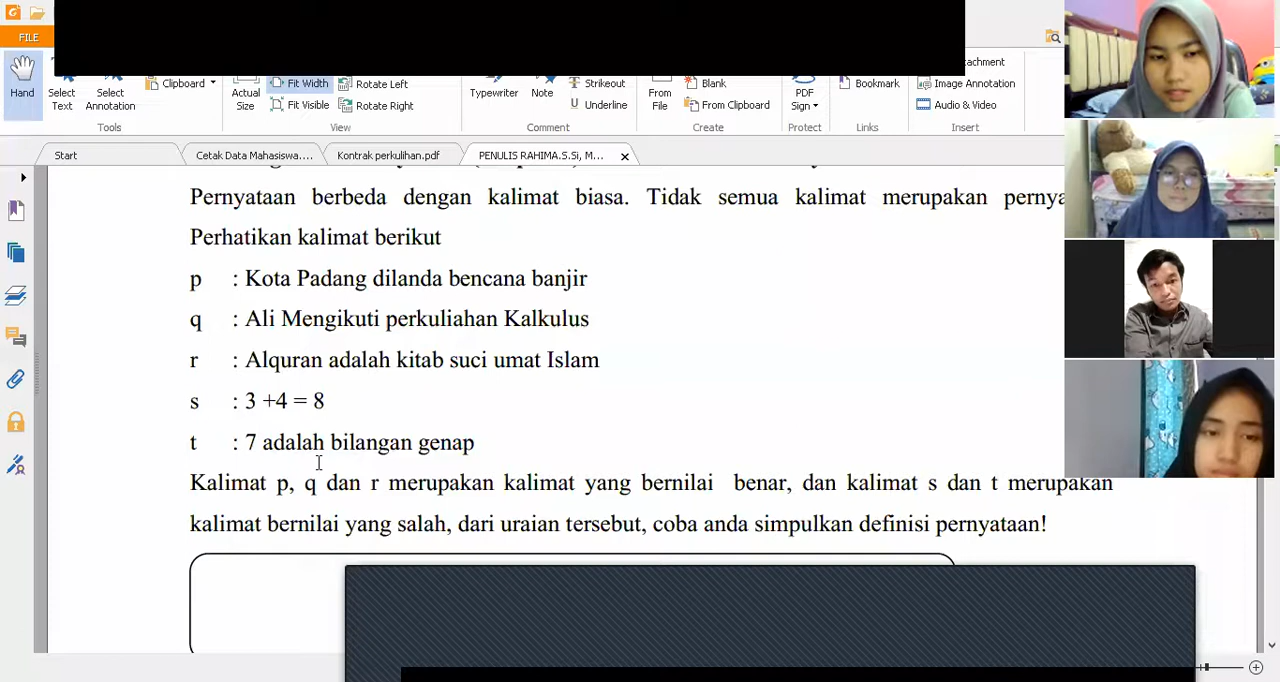 FILE
Hand
Select
Text
Select
Annotation
Clipboard
Tools
Actual
Size
Fit Width
Fit Visible
Rotate Left
Rotate Right
View
Typewriter
Note
Strikeout
Underline
Comment
From
File
Blank
From Clipboard
Create
PDF
Sign
Protect
Bookmark
Links
Image Annotation
Audio & Video
Insert
Start
Cetak Data Mahasiswa....
Kontrak perkulihan.pdf
PENULIS RAHIMA.S.Si, M...
Pernyataan berbeda dengan kalimat biasa. Tidak semua kalimat merupakan
Perhatikan kalimat berikut
p : Kota Padang dilanda bencana banjir
q : Ali Mengikuti perkuliahan Kalkulus
r : Alquran adalah kitab suci umat Islam
s : 3 +4 = 8
t : 7 adalah bilangan genap
Kalimat p, q dan r merupakan kalimat yang bernilai benar, dan kalimat s dan t merupakan
kalimat bernilai yang salah, dari uraian tersebut, coba anda simpulkan definisi pernyataan!